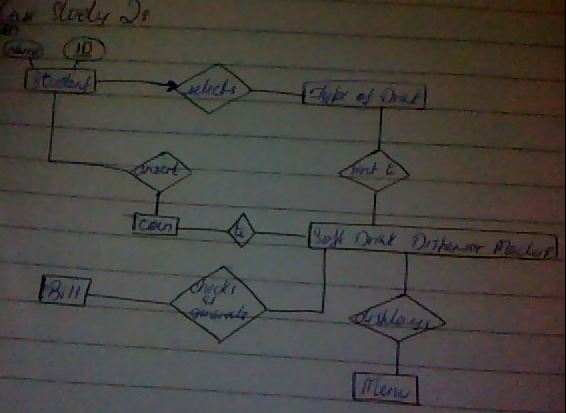 Case Study 2:
Name ID
Student selects Type of Drink
insert sent to
Coin to Soft Drink Dispenser Machine
Bill checks & generate displays
Menu